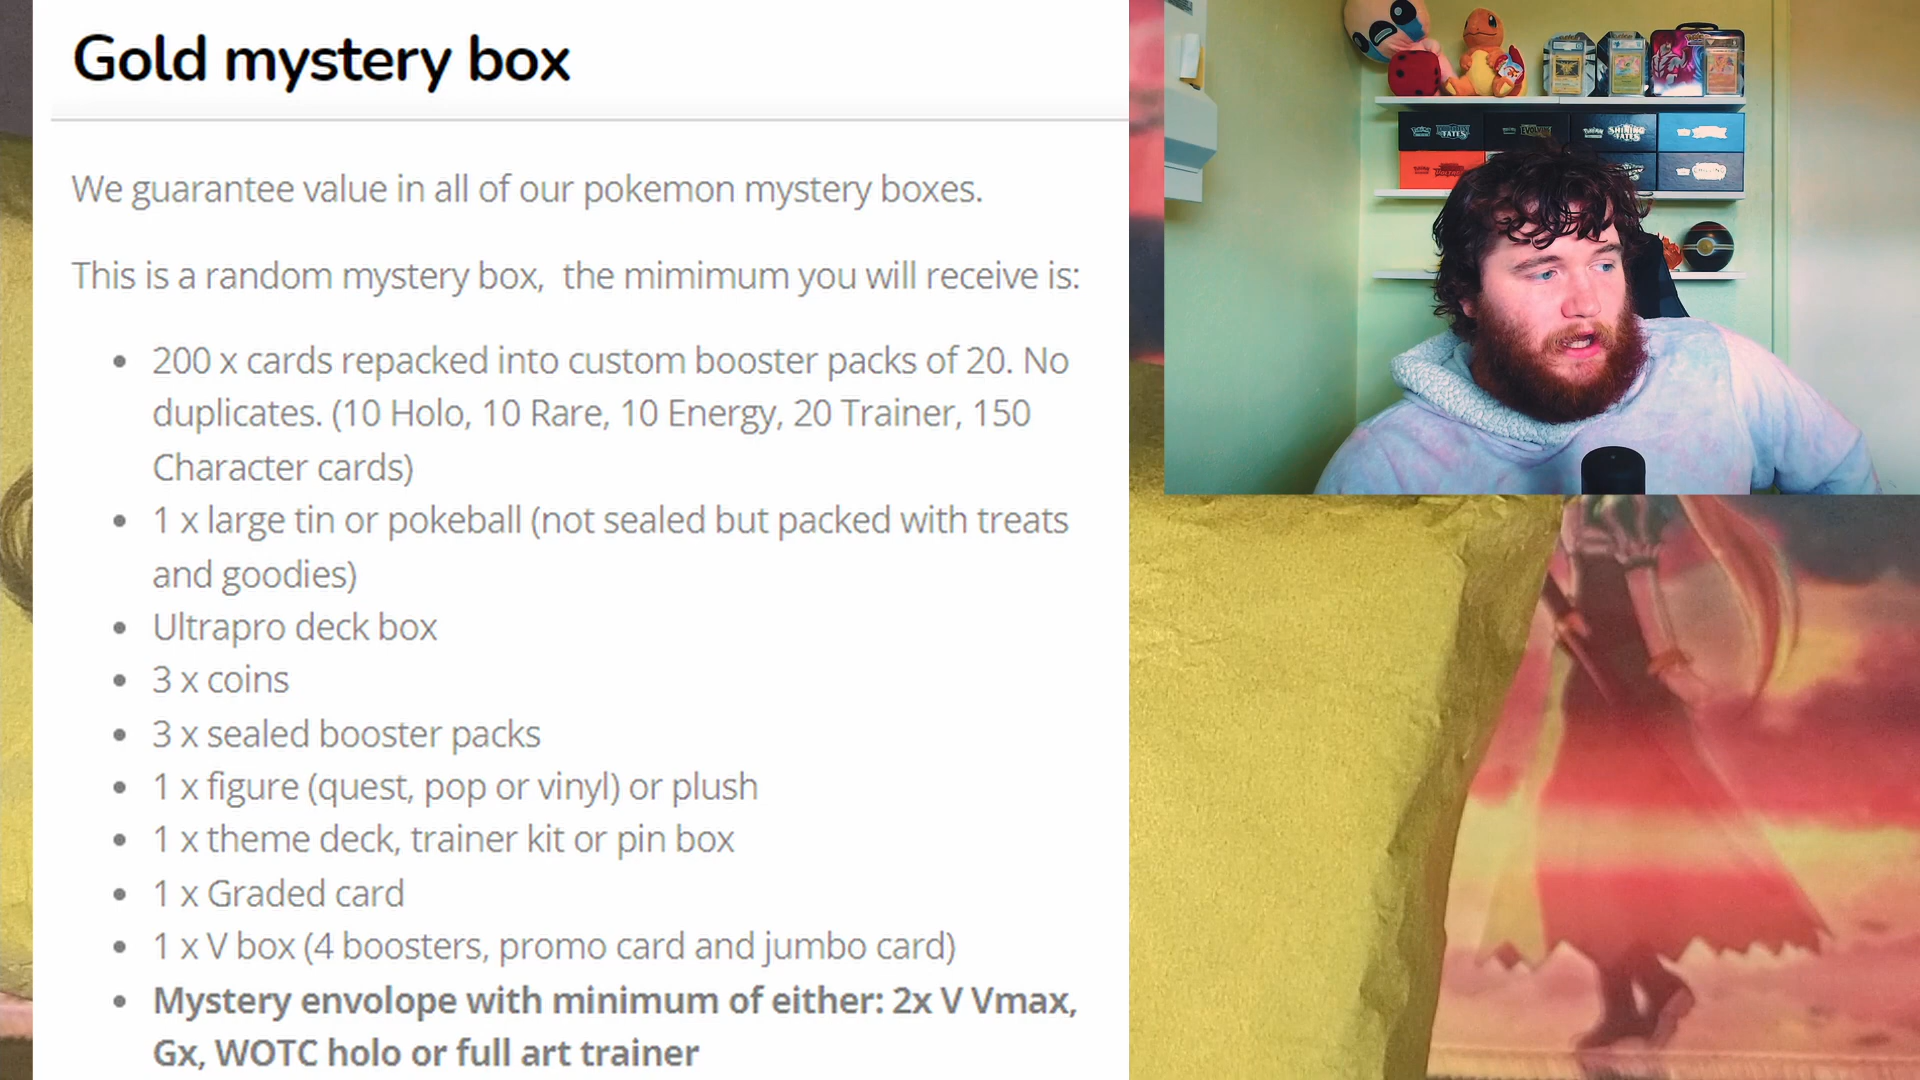 Gold mystery box
We guarantee value in all of our pokemon mystery boxes.
This is a random mystery box, the mimimum you will receive is:
200 x cards repacked into custom booster packs of 20. No
duplicates. (10 Holo, 10 Rare, 10 Energy, 20 Trainer, 150
Character cards)
1 x large tin or pokeball (not sealed but packed with treats
and goodies)
Ultrapro deck box
3 x coins
3 x sealed booster packs
1 x figure (quest, pop or vinyl) or plush
1 x theme deck, trainer kit or pin box
1 x Graded card
1 x V box (4 boosters, promo card and jumbo card)
Mystery envolope with minimum of either: 2x V Vmax,
Gx, WOTC holo or full art trainer
SHINING
FATES